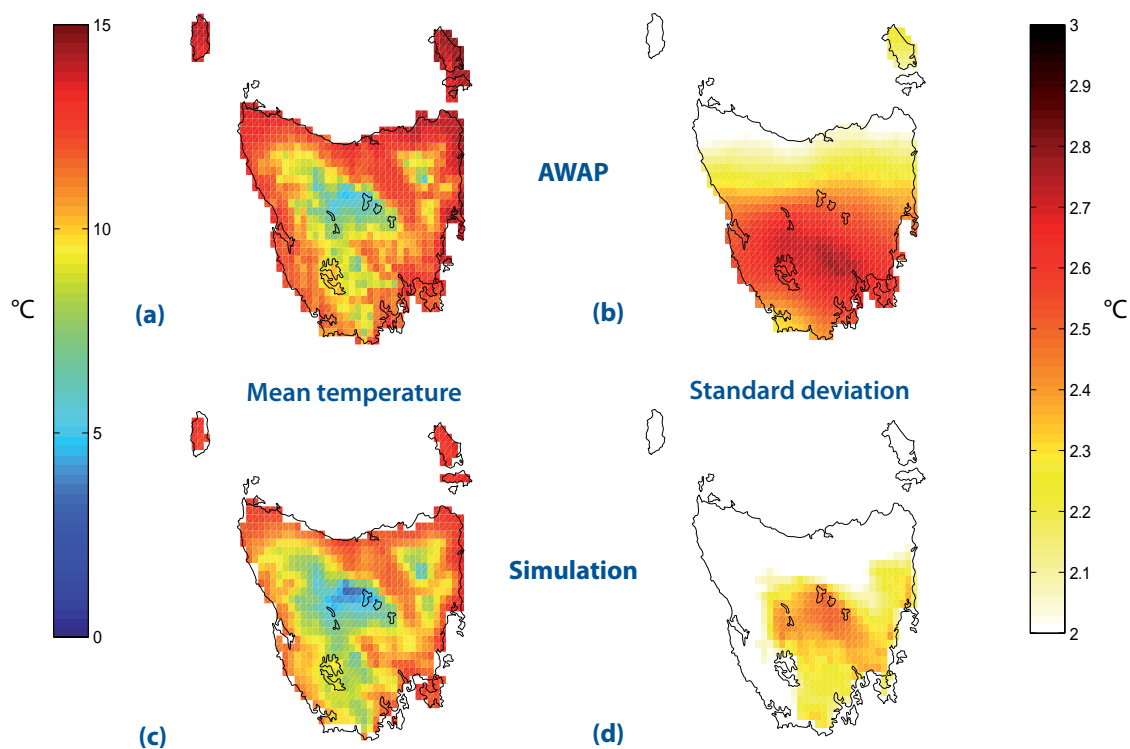 15
10
5
0
°C
(a)
AWAP
(b)
3
2.9
2.8
2.7
2.6
2.5
2.4
2.3
2.2
2.1
2
°C
Mean temperature
Standard deviation
Simulation
(c)
(d)